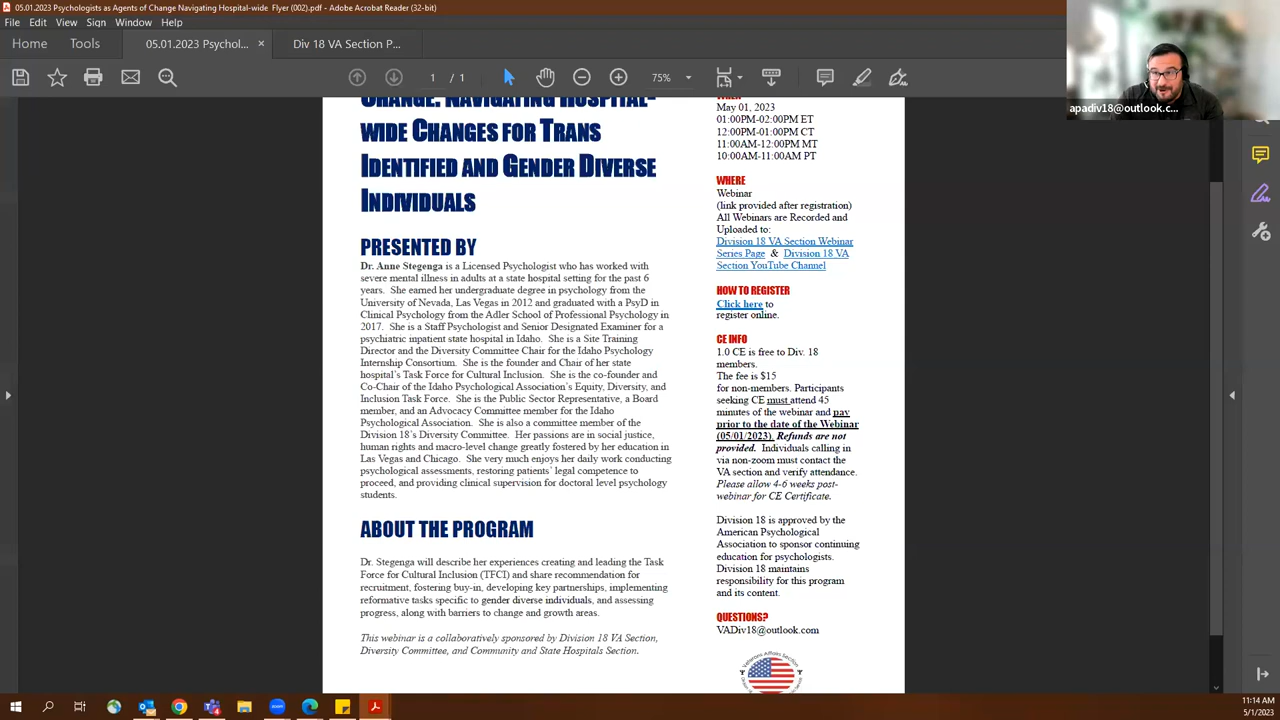 05.01.2023 Psychologists as Agents of Change Navigating Hospital-wide Flyer (002).pdf - Adobe Acrobat Reader (32-bit)
File Edit View Sign Window Help
Home Tools 05.01.2023 Psychol... × Div 18 VA Section P...
1 / 1 75%
apadiv18@outlook.c...
CHANGE: NAVIGATING HOSPITAL-
WIDE CHANGES FOR TRANS
IDENTIFIED AND GENDER DIVERSE
INDIVIDUALS
PRESENTED BY
Dr. Anne Stegenga is a Licensed Psychologist who has worked with
severe mental illness in adults at a state hospital setting for the past 6
years. She earned her undergraduate degree in psychology from the
University of Nevada, Las Vegas in 2012 and graduated with a PsyD in
Clinical Psychology from the Adler School of Professional Psychology in
2017. She is a Staff Psychologist and Senior Designated Examiner for a
psychiatric inpatient state hospital in Idaho. She is a Site Training
Director and the Diversity Committee Chair for the Idaho Psychology
Internship Consortium. She is the founder and Chair of her state
hospital's Task Force for Cultural Inclusion. She is the co-founder and
Co-Chair of the Idaho Psychological Association's Equity, Diversity, and
Inclusion Task Force. She is the Public Sector Representative, a Board
member, and an Advocacy Committee member for the Idaho
Psychological Association. She is also a committee member of the
Division 18's Diversity Committee. Her passions are in social justice,
human rights and macro-level change greatly fostered by her education in
Las Vegas and Chicago. She very much enjoys her daily work conducting
psychological assessments, restoring patients' legal competence to
proceed, and providing clinical supervision for doctoral level psychology
students.
ABOUT THE PROGRAM
Dr. Stegenga will describe her experiences creating and leading the Task
Force for Cultural Inclusion (TFCI) and share recommendation for
recruitment, fostering buy-in, developing key partnerships, implementing
reformative tasks specific to gender diverse individuals, and assessing
progress, along with barriers to change and growth areas.
This webinar is a collaboratively sponsored by Division 18 VA Section,
Diversity Committee, and Community and State Hospitals Section.
WHEN
May 01, 2023
01:00PM-02:00PM ET
12:00PM-01:00PM CT
11:00AM-12:00PM MT
10:00AM-11:00AM PT
WHERE
Webinar
(link provided after registration)
All Webinars are Recorded and
Uploaded to:
Division 18 VA Section Webinar
Series Page & Division 18 VA
Section YouTube Channel
HOW TO REGISTER
Click here to
register online.
CE INFO
1.0 CE is free to Div. 18
members.
The fee is $15
for non-members. Participants
seeking CE must attend 45
minutes of the webinar and pay
prior to the date of the Webinar
(05/01/2023). Refunds are not
provided. Individuals calling in
via non-zoom must contact the
VA section and verify attendance.
Please allow 4-6 weeks post-
webinar for CE Certificate.
Division 18 is approved by the
American Psychological
Association to sponsor continuing
education for psychologists.
Division 18 maintains
responsibility for this program
and its content.
QUESTIONS?
VADiv18@outlook.com
Veterans Affairs Section
11:14 AM
5/1/2023